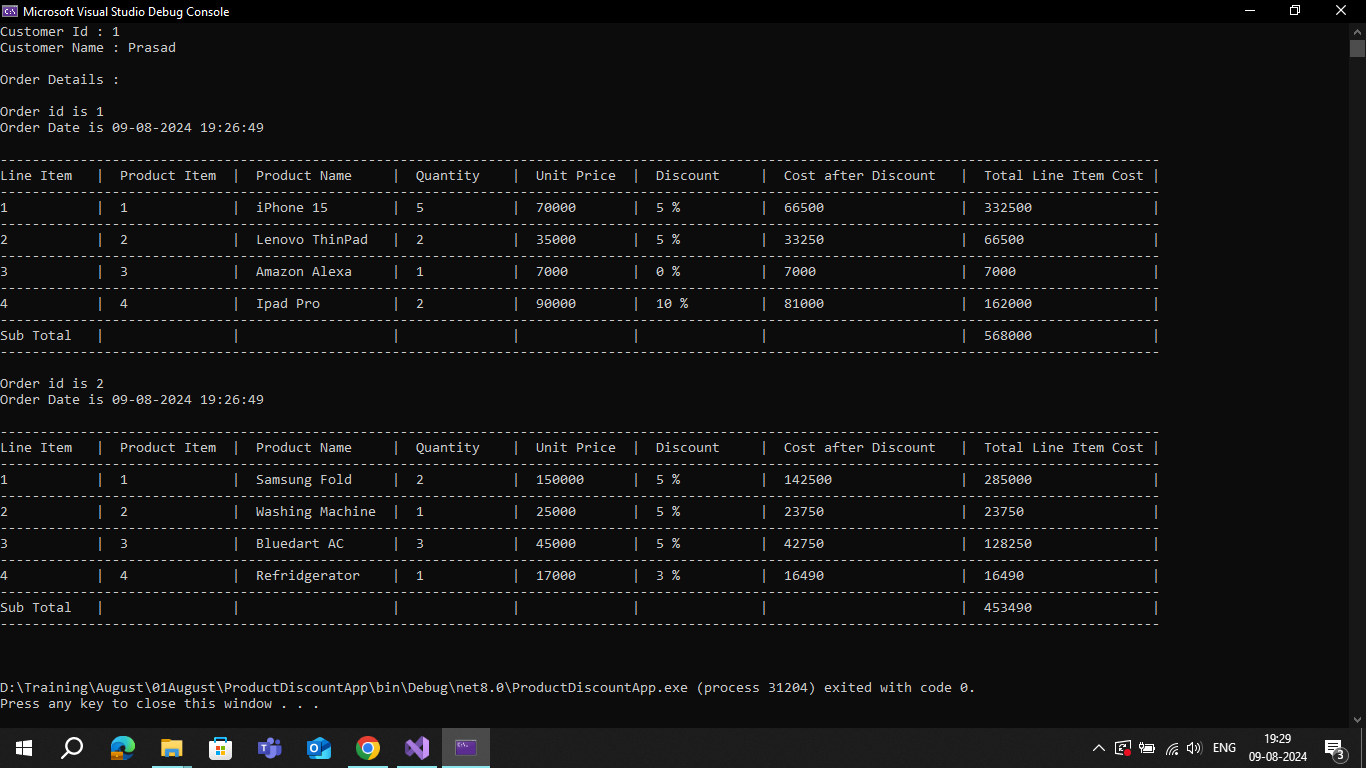 Microsoft Visual Studio Debug Console
Customer Id : 1
Customer Name : Prasad
Order Details :
Order id is 1
Order Date is 09-08-2024 19:26:49
Line Item | Product Item | Product Name | Quantity | Unit Price | Discount | Cost after Discount | Total Line Item Cost |
1 | 1 | iPhone 15 | 5 | 70000 | 5 % | 66500 | 332500 |
2 | 2 | Lenovo ThinPad | 2 | 35000 | 5 % | 33250 | 66500 |
3 | 3 | Amazon Alexa | 1 | 7000 | 0 % | 7000 | 7000 |
4 | 4 | Ipad Pro | 2 | 90000 | 10 % | 81000 | 162000 |
Sub Total | | | | | | | 568000 |
Order id is 2
Order Date is 09-08-2024 19:26:49
Line Item | Product Item | Product Name | Quantity | Unit Price | Discount | Cost after Discount | Total Line Item Cost |
1 | 1 | Samsung Fold | 2 | 150000 | 5 % | 142500 | 285000 |
2 | 2 | Washing Machine | 1 | 25000 | 5 % | 23750 | 23750 |
3 | 3 | Bluedart AC | 3 | 45000 | 5 % | 42750 | 128250 |
4 | 4 | Refridgerator | 1 | 17000 | 3 % | 16490 | 16490 |
Sub Total | | | | | | | 453490 |
D:\Training\August\01August\ProductDiscountApp\bin\Debug\net8.0\ProductDiscountApp.exe (process 31204) exited with code 0.
Press any key to close this window . . .
ENG
19:29
09-08-2024
3